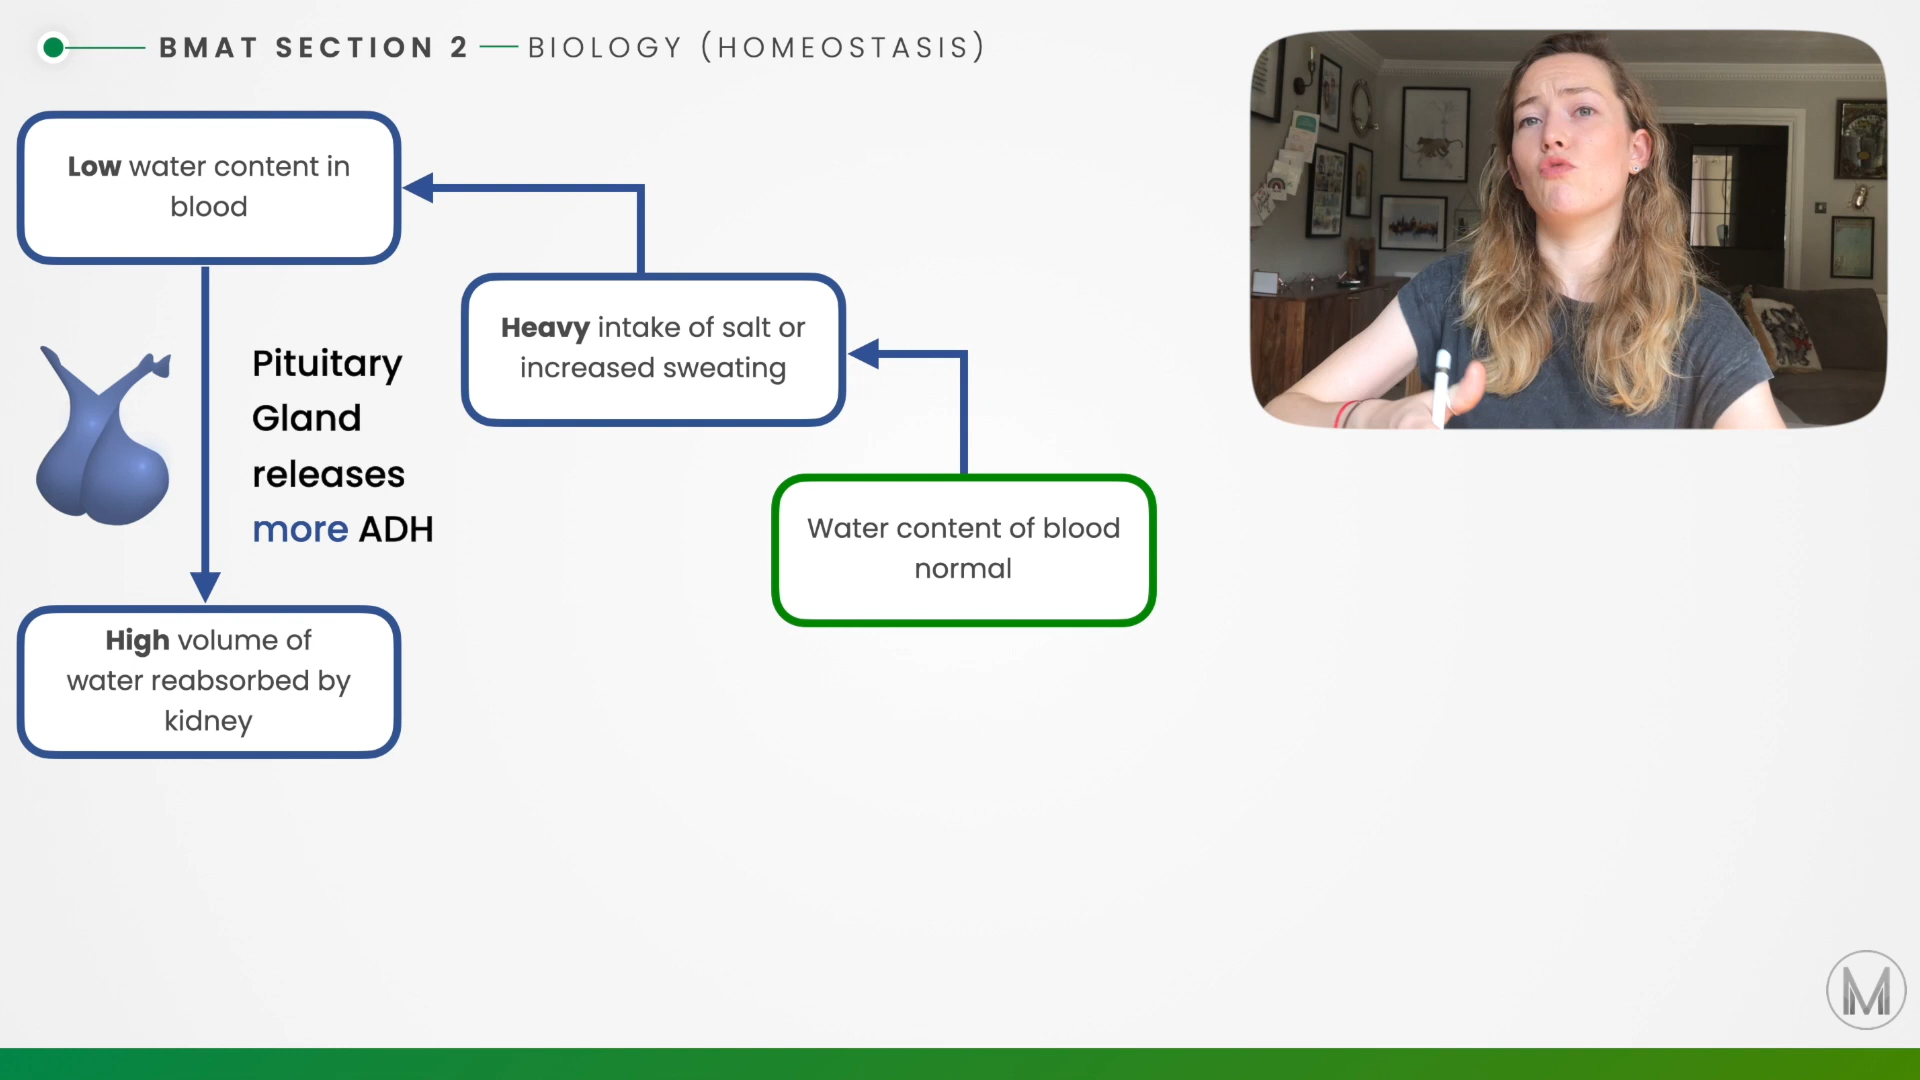 BMAT SECTION 2 — BIOLOGY (HOMEOSTASIS)
Low water content in
blood
Heavy intake of salt or
increased sweating
Pituitary
Gland
releases
more ADH
Water content of blood
normal
High volume of
water reabsorbed by
kidney
M